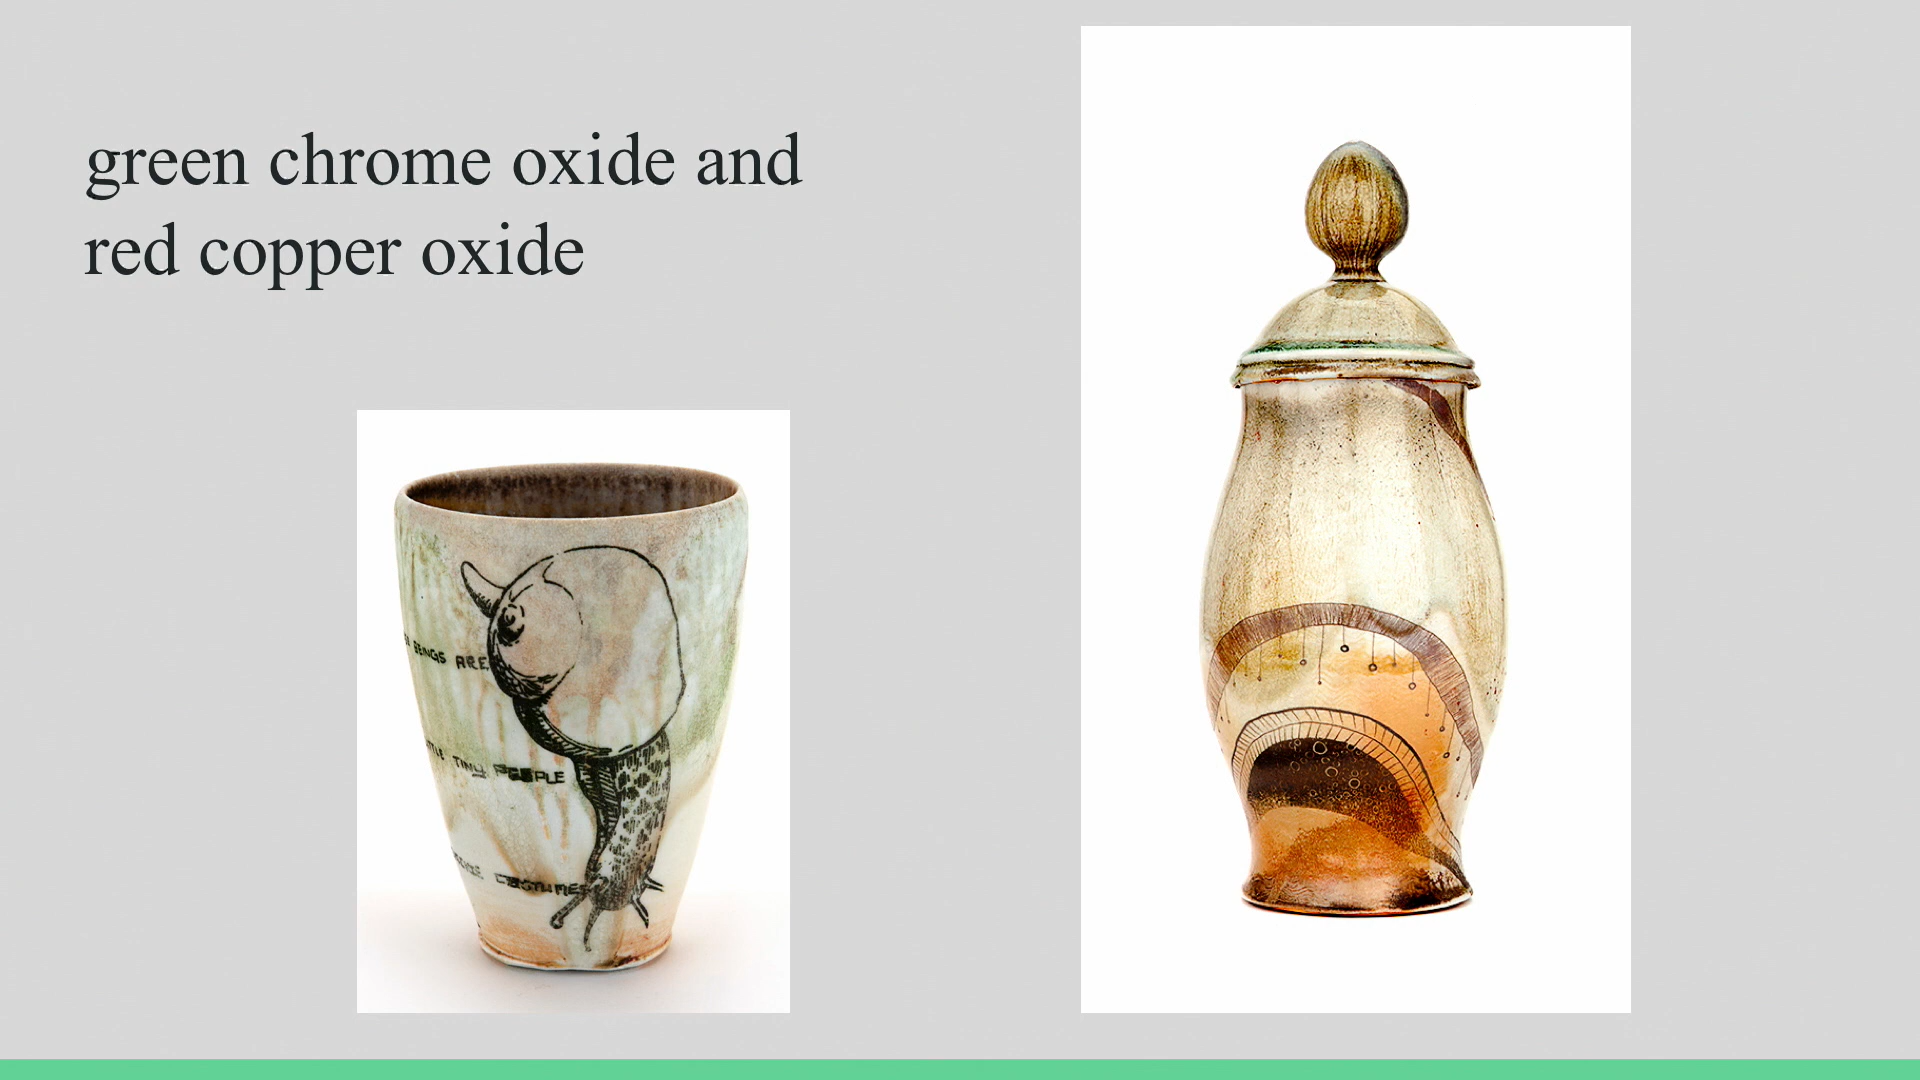 green chrome oxide and
red copper oxide
BEINGS ARE
TINY PEOPLE